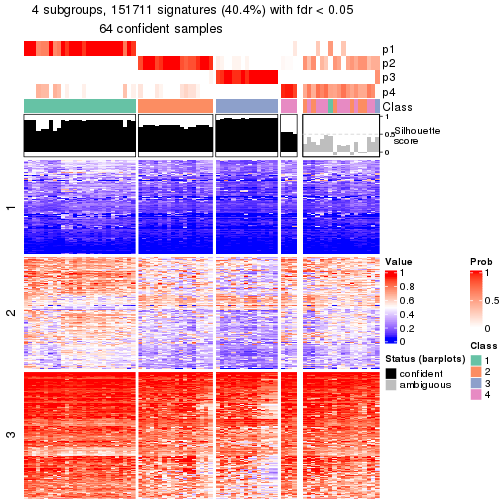 4 subgroups, 151711 signatures (40.4%) with fdr < 0.05
64 confident samples
p1
p2
p3
p4
Class
1
0.5
0
Silhouette
score
1
2
3
Value
1
0.8
0.6
0.4
0.2
0
Prob
1
0.5
0
Status (barplots)
confident
ambiguous
Class
1
2
3
4